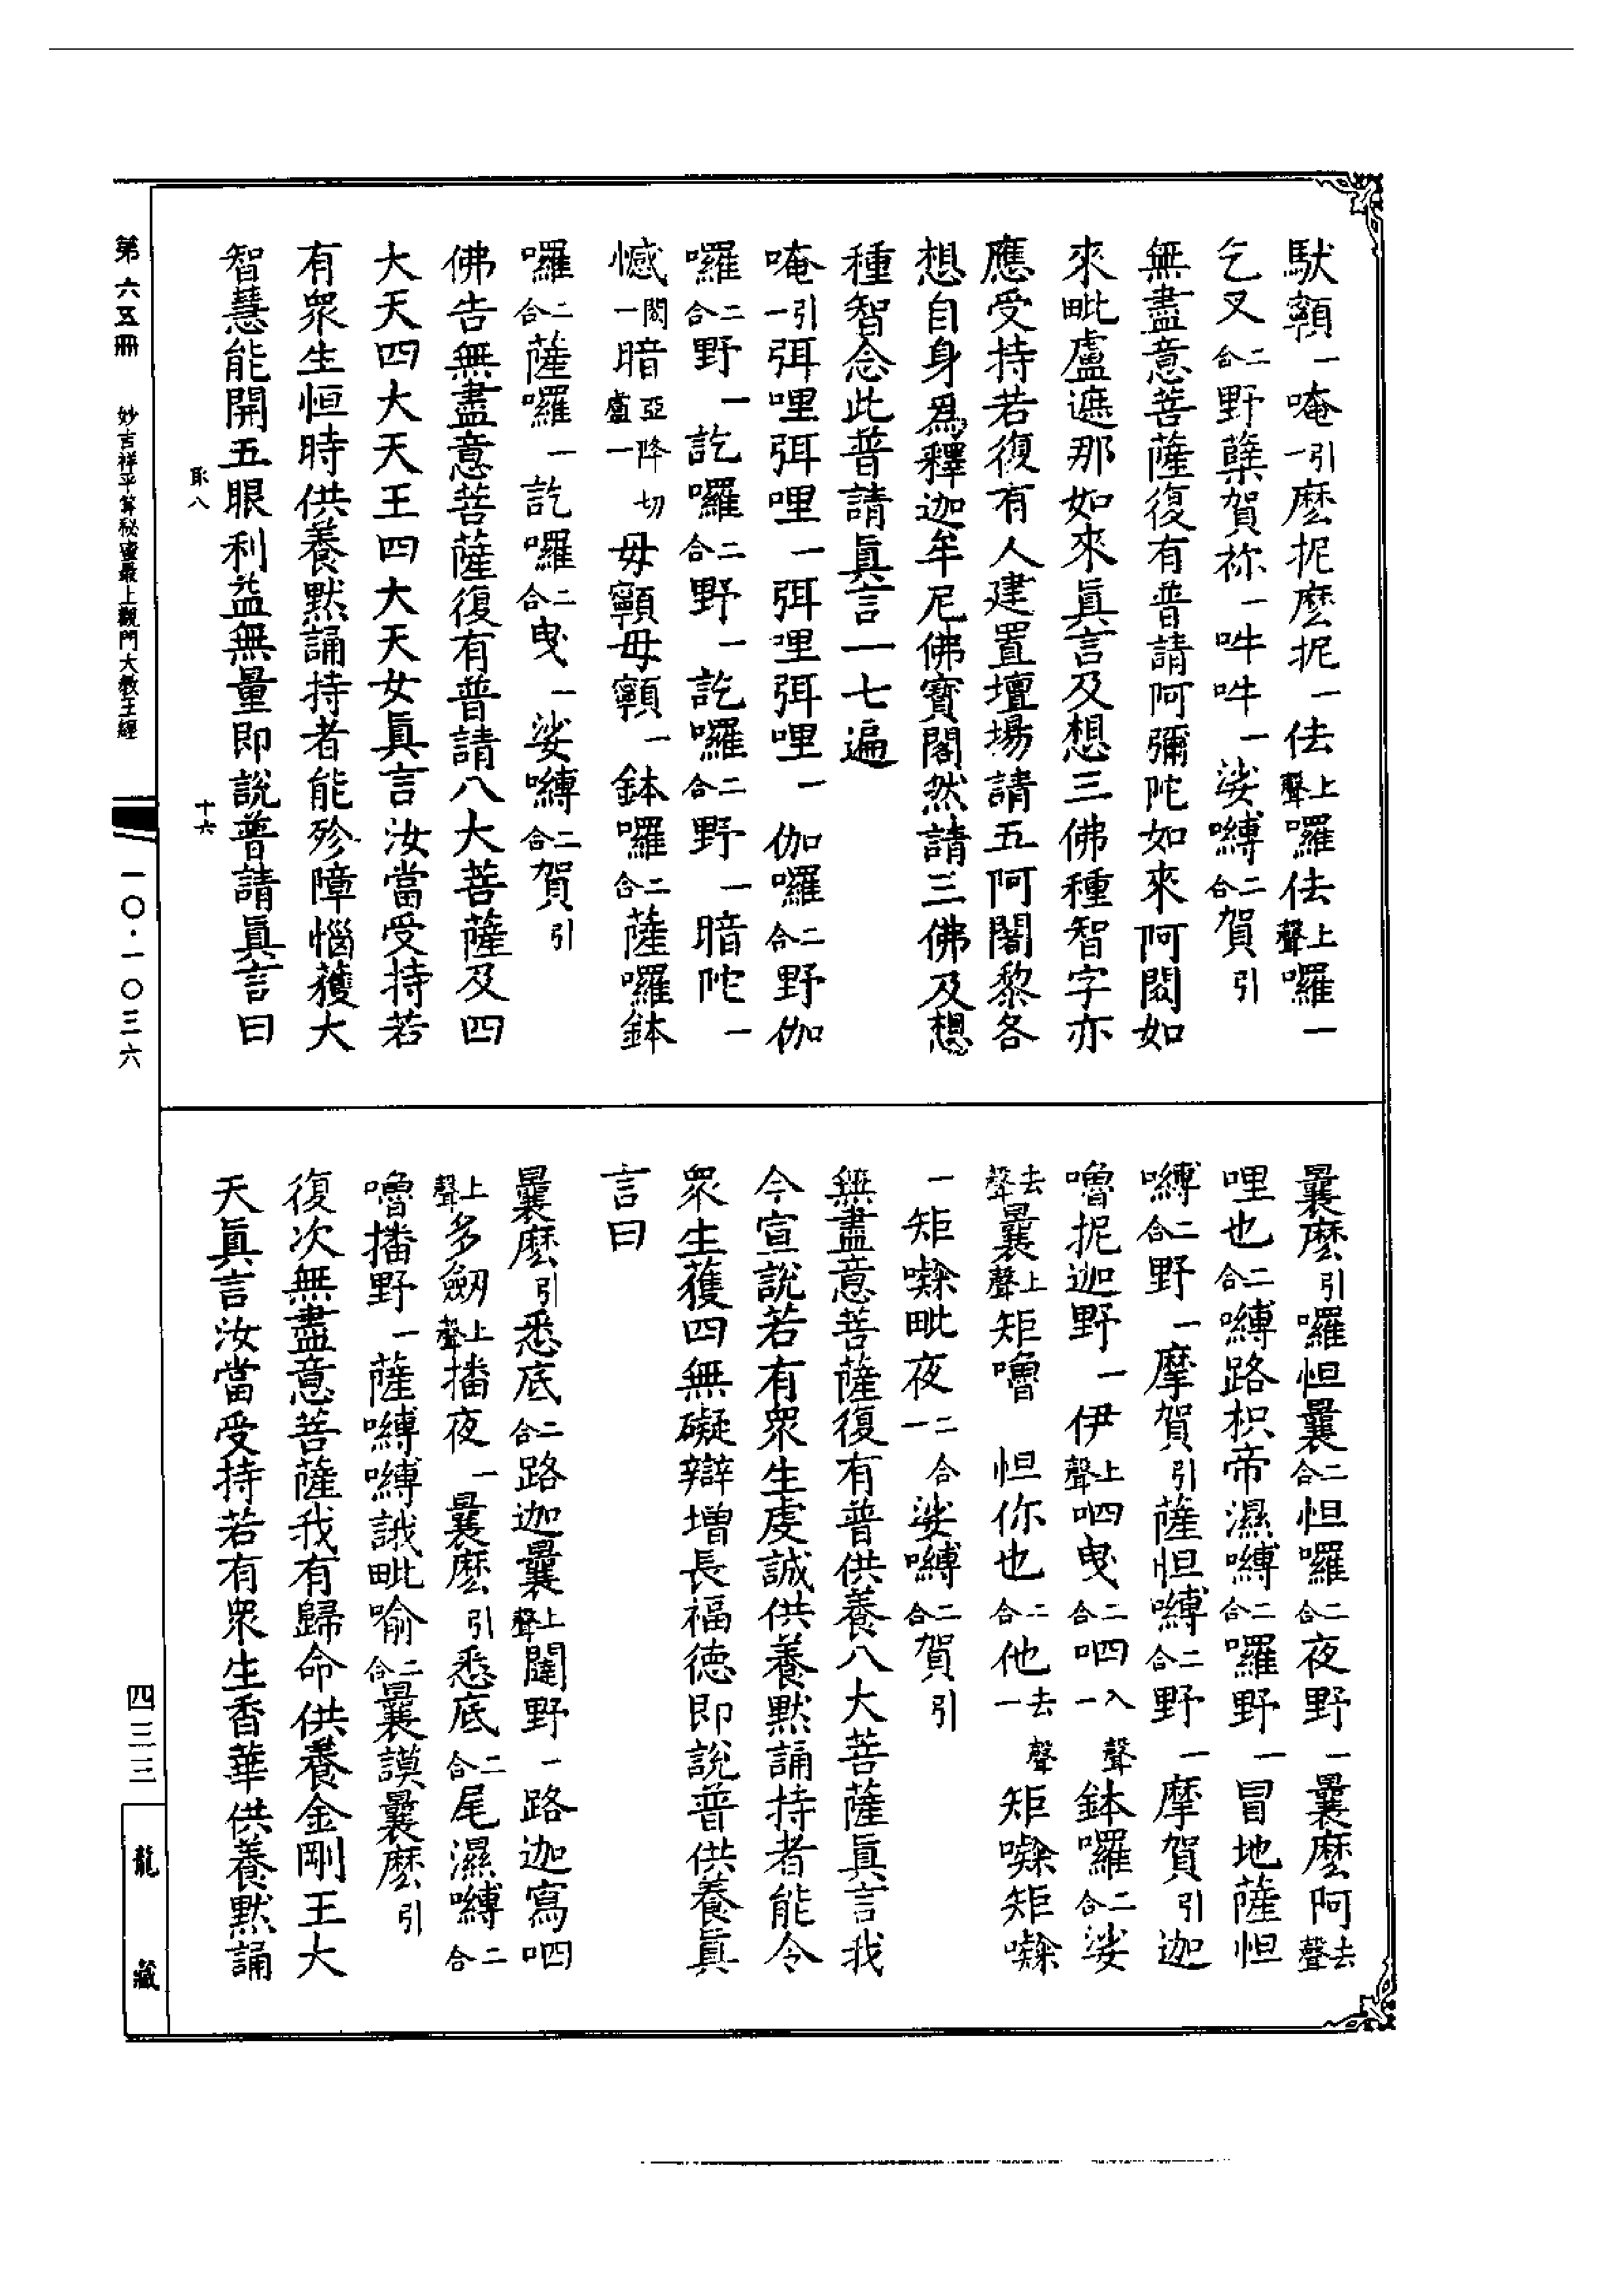 馱顙一唵引一麼抳麼抳一佉上聲囉佉上聲囉一
乞叉二合野孽賀祢一吽吽一娑嚩二合賀引
無盡意菩薩復有普請阿彌陀如來阿閦如
來毗盧遮那如來眞言及想三佛種智字亦
應受持若復有人建置壇場請五阿闍黎各
想自身爲釋迦牟尼佛寶閣然請三佛及想
種智念此普請眞言一七遍
唵引一弭哩弭哩一弭哩弭哩一伽囉二合野伽
囉二合野一訖囉二合野一訖囉二合野一暗陀一
憾閣一暗亞降切盧一毋顙毋顙一鉢囉二合薩囉鉢
囉二合薩囉一訖囉二合曳一娑嚩二合賀引
佛告無盡意菩薩復有普請八大菩薩及四
大天四大天王四大天女眞言汝當受持若
有衆生恒時供養默誦持者能殄障惱獲大
智慧能開五眼利益無量即說普請眞言曰
曩麼引囉怛曩二合怛囉二合夜野一曩麼阿去聲
哩也二合嚩路枳帝濕嚩二合囉野一冒地薩怛
嚩二合野一摩賀引薩怛嚩二合野一摩賀引迦
嚕抳迦野一伊上聲呬曳二合呬入聲一鉢囉二合娑
去聲曩上聲矩嚕怛你也二合他去聲一矩㗚矩㗚
一矩㗚毗夜二合一娑嚩二合賀引
無盡意菩薩復有普供養八大菩薩眞言我
今宣說若有衆生虔誠供養默誦持者能令
衆生獲四無礙辯增長福德即說普供養眞
言曰
曩麼引悉底二合路迦曩上聲闥野一路迦寫呬
上聲多劒上聲播夜一曩麼引悉底二合尾濕嚩二合
嚕播野一薩嚩嚩誐毗喻二合曩謨曩麼引
復次無盡意菩薩我有歸命供養金剛王大
天眞言汝當受持若有衆生香華供養默誦
第六五冊
妙吉祥平等秘密最上觀門大教王經
取八
十六
一〇·一〇三六
四三三
龍藏